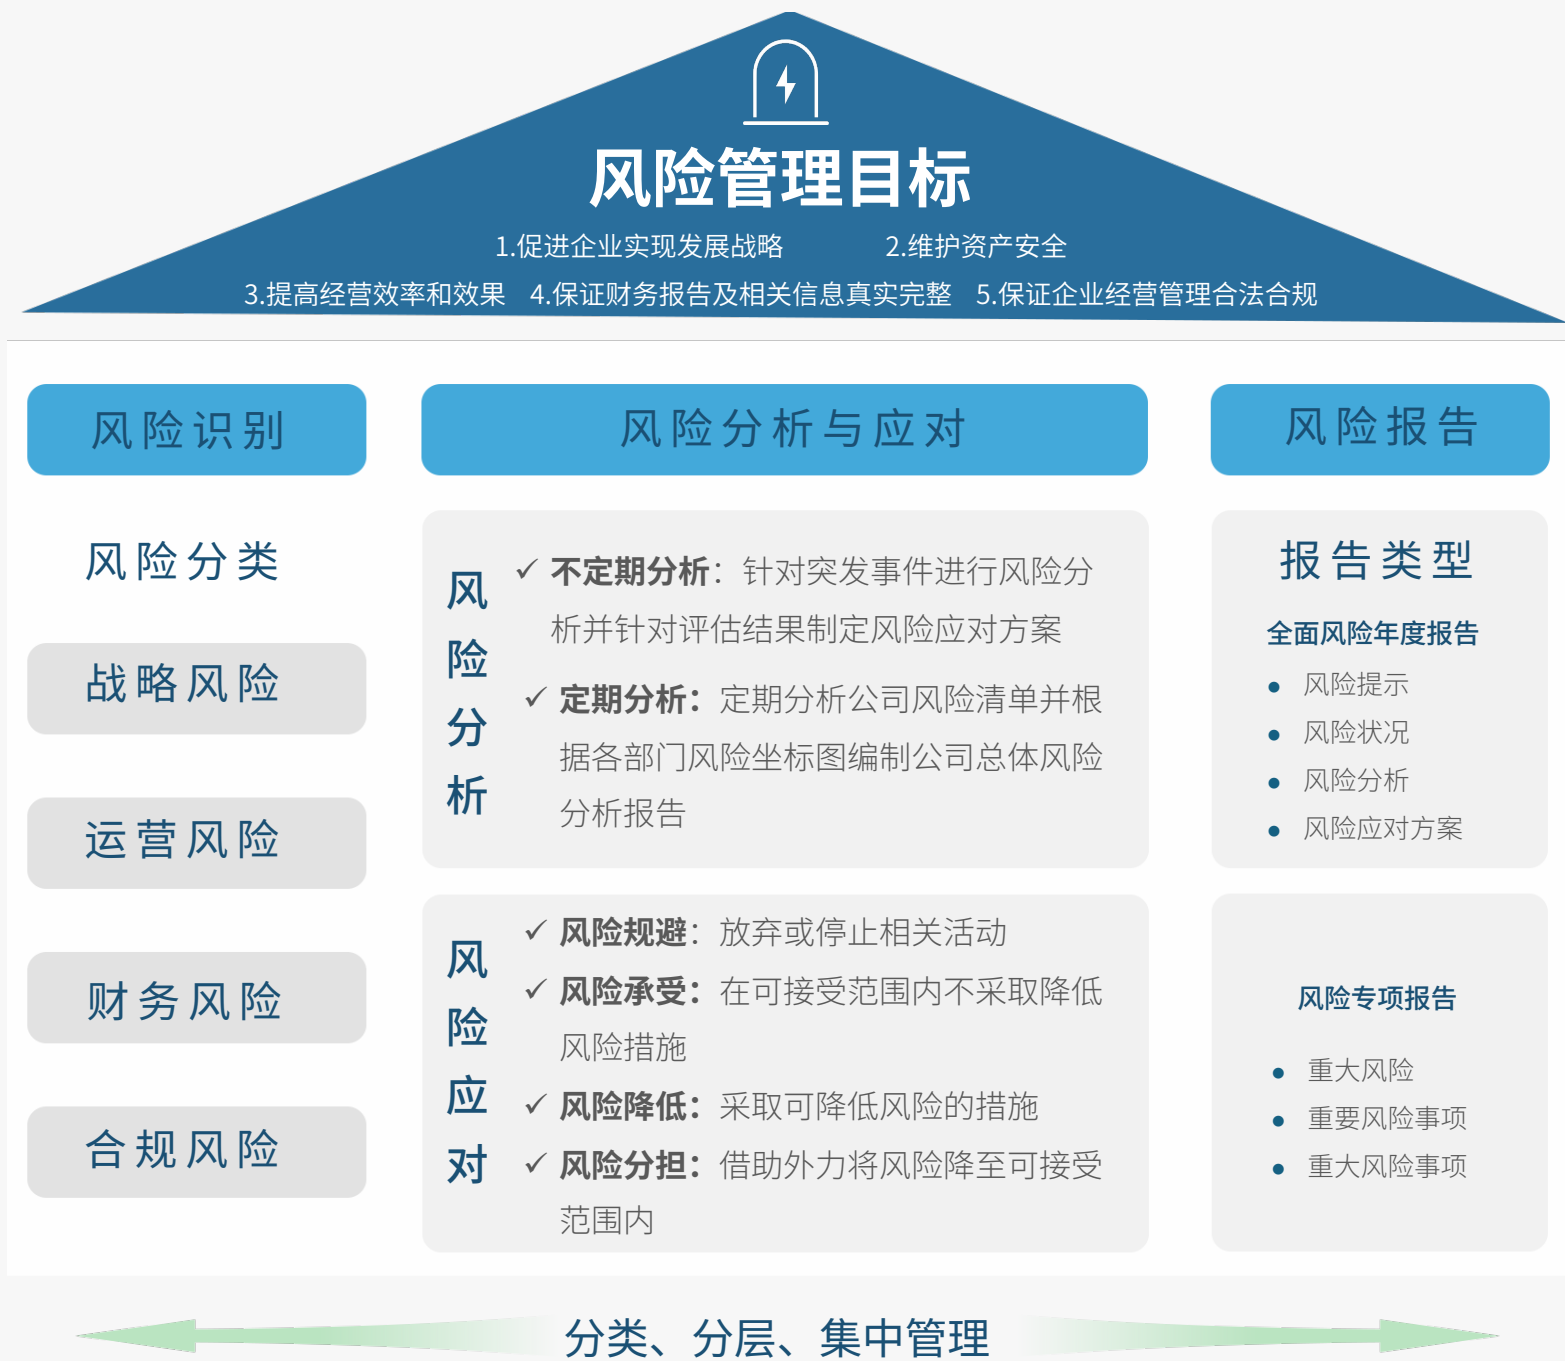 风险管理目标
1.促进企业实现发展战略 2.维护资产安全
3.提高经营效率和效果 4.保证财务报告及相关信息真实完整 5.保证企业经营管理合法合规
风险识别
风险分类
战略风险
运营风险
财务风险
合规风险
风险分析与应对
风险分析
✓ 不定期分析：针对突发事件进行风险分
析并针对评估结果制定风险应对方案
✓ 定期分析：定期分析公司风险清单并根
据各部门风险坐标图编制公司总体风险
分析报告
风险应对
✓ 风险规避：放弃或停止相关活动
✓ 风险承受：在可接受范围内不采取降低
风险措施
✓ 风险降低：采取可降低风险的措施
✓ 风险分担：借助外力将风险降至可接受
范围内
风险报告
报告类型
全面风险年度报告
● 风险提示
● 风险状况
● 风险分析
● 风险应对方案
风险专项报告
● 重大风险
● 重要风险事项
● 重大风险事项
分类、分层、集中管理